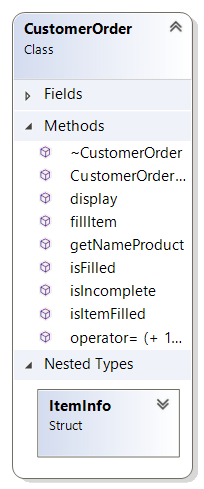 CustomerOrder
Class
Fields
Methods
~CustomerOrder
CustomerOrder...
display
fillItem
getNameProduct
isFilled
isIncomplete
isItemFilled
operator= (+ 1...
Nested Types
ItemInfo
Struct